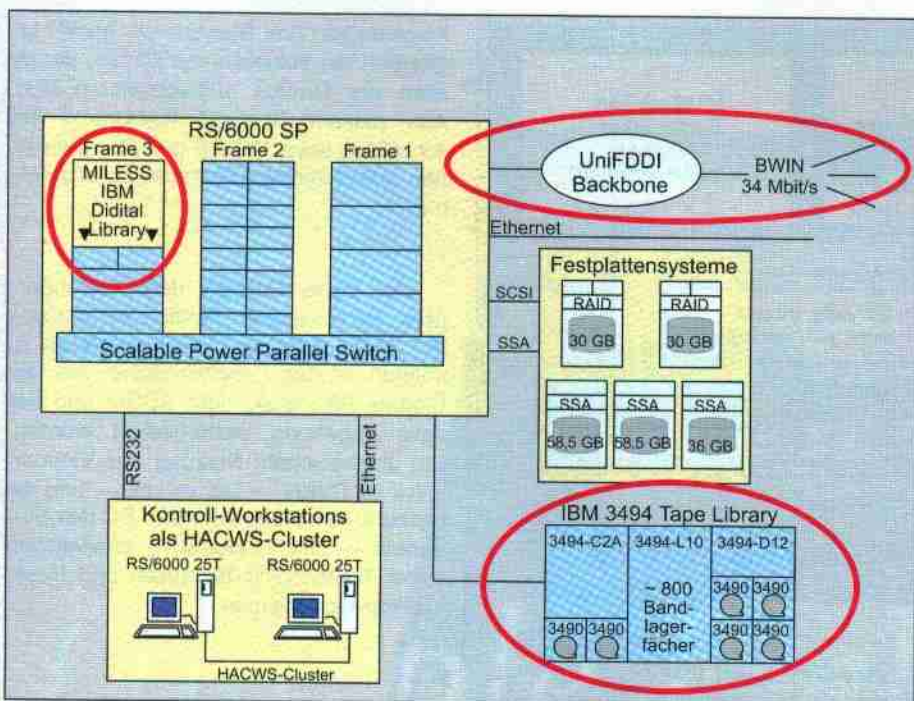 RS/6000 SP
Frame 3
Frame 2
Frame 1
MILESS
IBM
Didital
Library
Scalable Power Parallel Switch
UniFDDI
Backbone
BWIN
34 Mbit/s
Ethernet
SCSI
SSA
Festplattensysteme
RAID
30 GB
RAID
30 GB
SSA
58,5 GB
SSA
58,5 GB
SSA
36 GB
RS232
Ethernet
Kontroll-Workstations
als HACWS-Cluster
RS/6000 25T
RS/6000 25T
HACWS-Cluster
IBM 3494 Tape Library
3494-C2A
3494-L10
3494-D12
~ 800
Band-
lager-
fächer
3490
3490
3490
3490
3490
3490